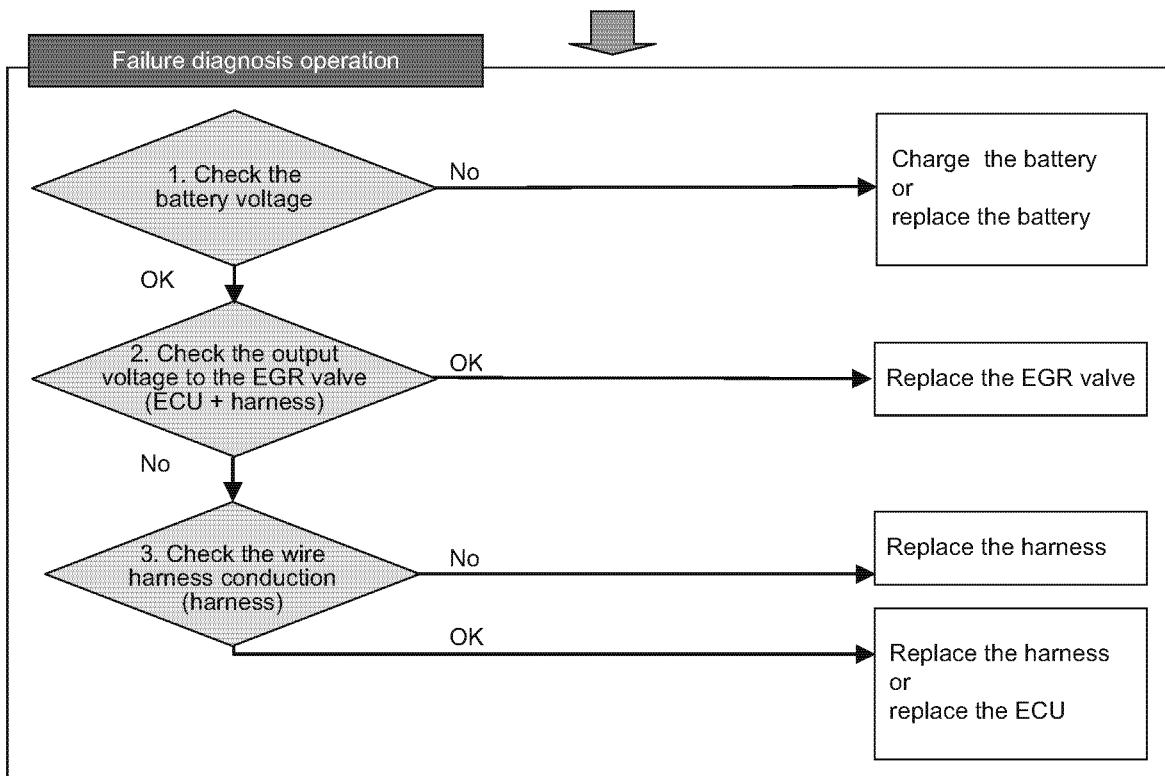 Failure diagnosis operation
1. Check the
battery voltage
No
Charge the battery
or
replace the battery
OK
2. Check the output
voltage to the EGR valve
(ECU + harness)
OK
Replace the EGR valve
No
3. Check the wire
harness conduction
(harness)
No
Replace the harness
OK
Replace the harness
or
replace the ECU